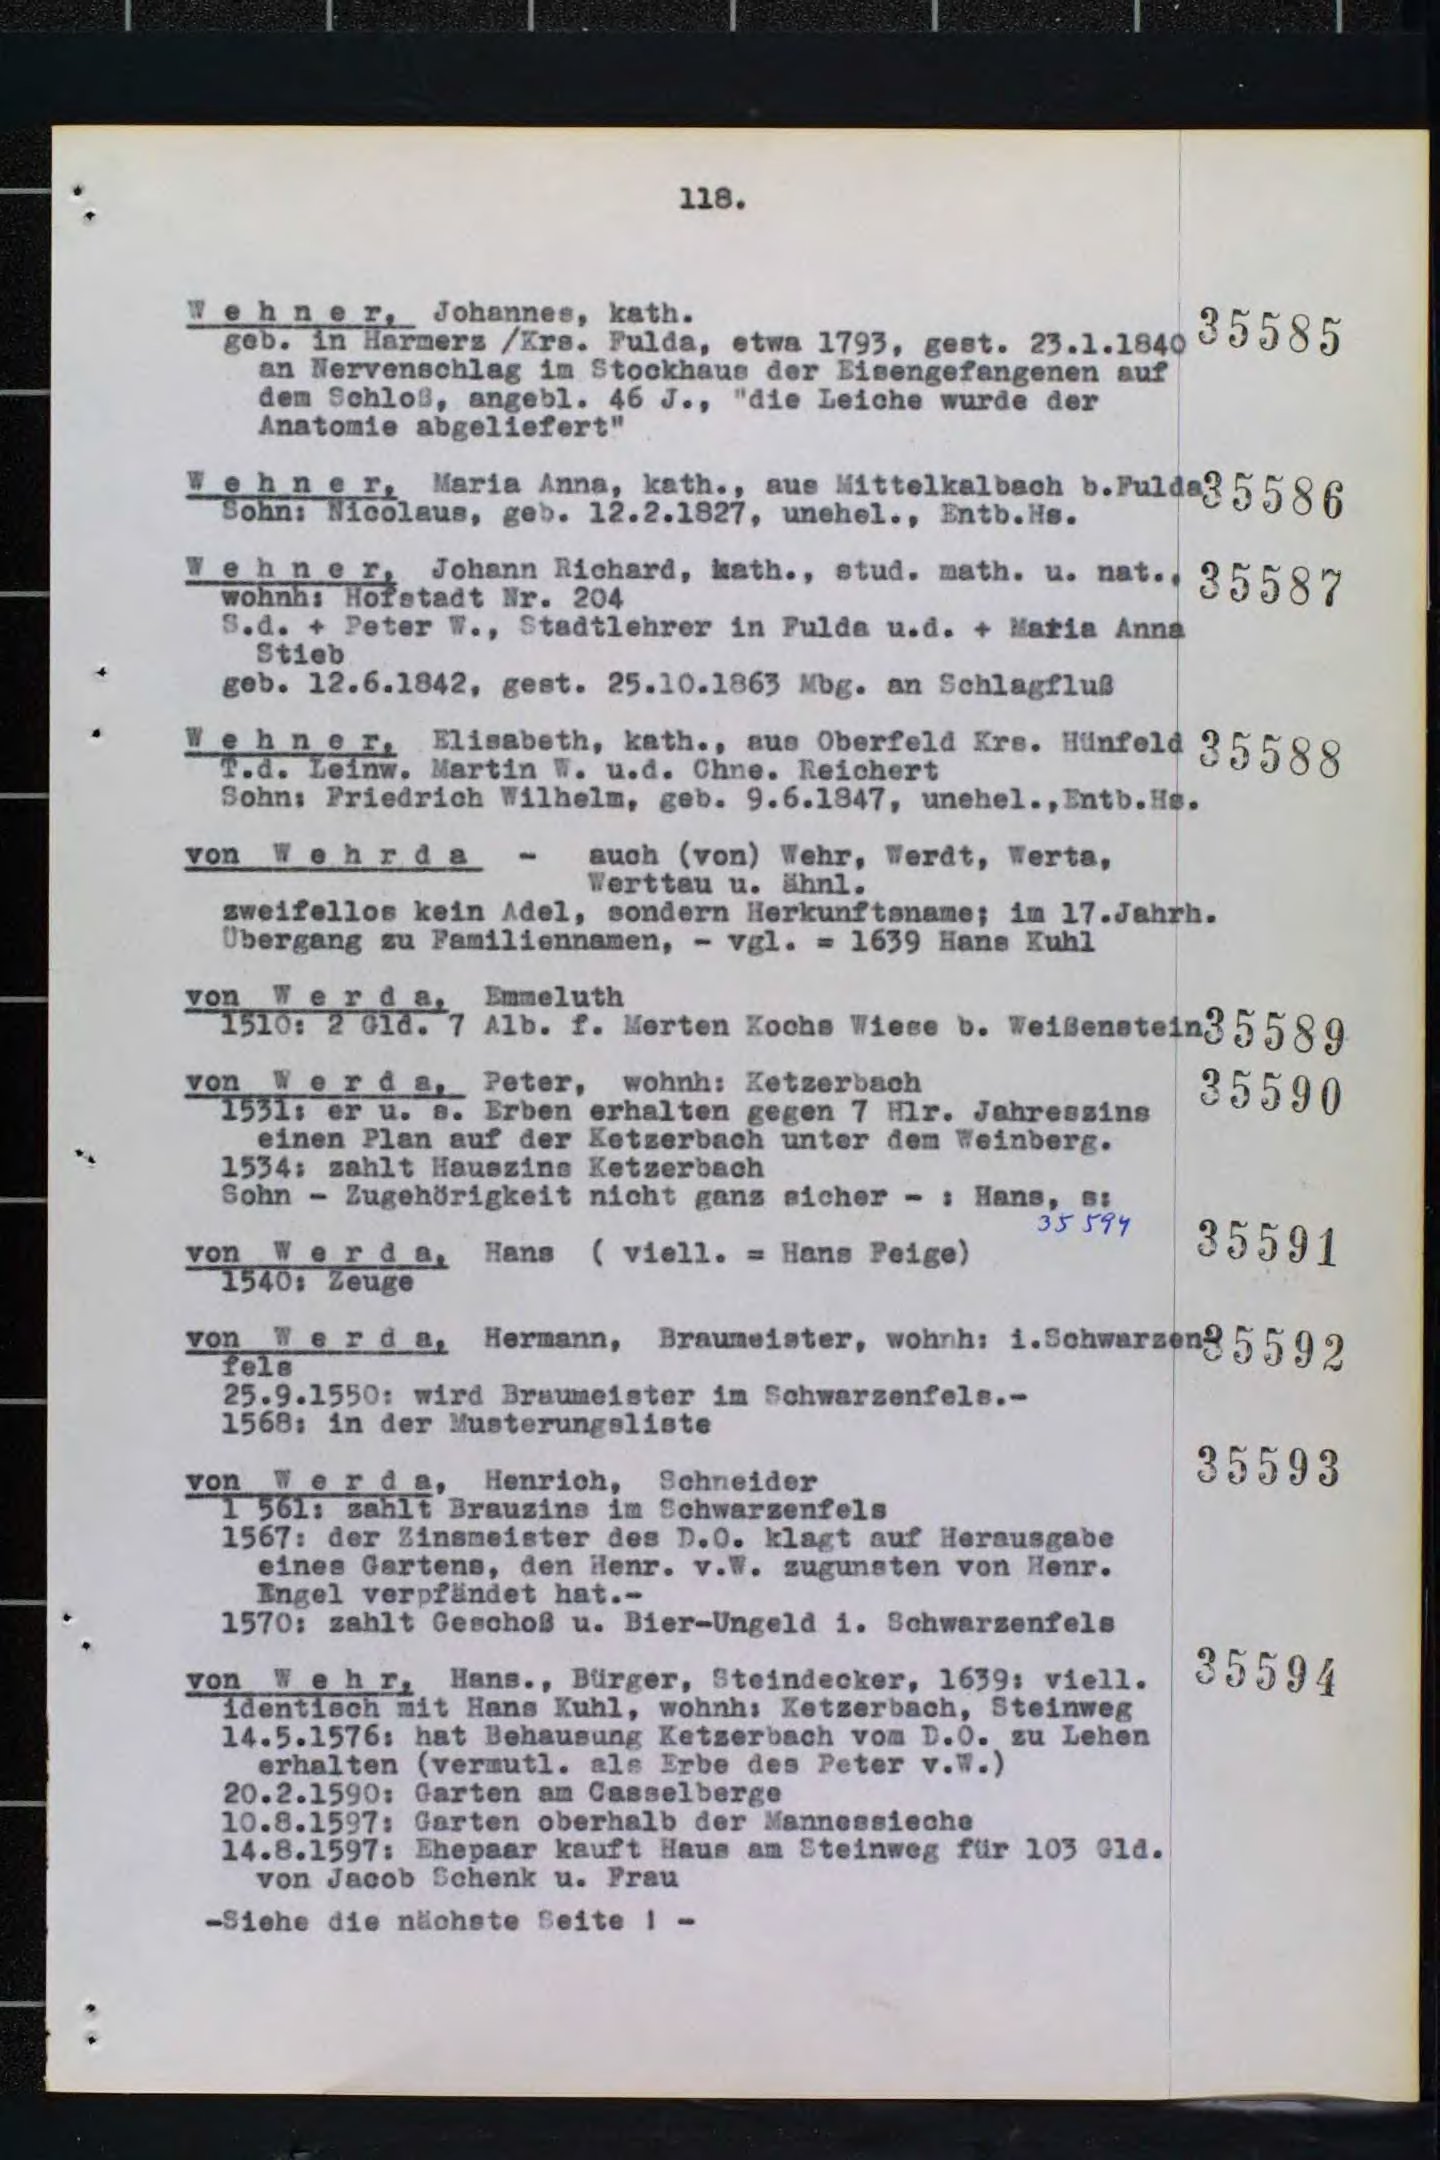 118.
W e h n e r, Johannes, kath. 35585
geb. in Harmerz /Krs. Fulda, etwa 1793, gest. 23.1.1840
an Nervenschlag im Stockhaus der Eisengefangenen auf
dem Schloß, angebl. 46 J., "die Leiche wurde der
Anatomie abgeliefert"
W e h n e r, Maria Anna, kath., aus Mittelkalbach b.Fulda 35586
Sohn: Nicolaus, geb. 12.2.1827, unehel., Entb.Hs.
W e h n e r, Johann Richard, kath., stud. math. u. nat., 35587
wohnh: Hofstadt Nr. 204
S.d. + Peter W., Stadtlehrer in Fulda u.d. + Maria Anna
Stieb
geb. 12.6.1842, gest. 25.10.1863 Mbg. an Schlagfluß
W e h n e r, Elisabeth, kath., aus Oberfeld Krs. Hünfeld 35588
T.d. Leinw. Martin W. u.d. Chne. Reichert
Sohn: Friedrich Wilhelm, geb. 9.6.1847, unehel.,Entb.Hs.
von W e h r d a - auch (von) Wehr, Werdt, Werta,
Werttau u. ähnl.
zweifellos kein Adel, sondern Herkunftsname; im 17.Jahrh.
Übergang zu Familiennamen, - vgl. = 1639 Hans Kuhl
von W e r d a, Emmeluth
1510: 2 Gld. 7 Alb. f. Merten Kochs Wiese b. Weißenstein 35589
von W e r d a, Peter, wohnh: Ketzerbach 35590
1531: er u. s. Erben erhalten gegen 7 Hlr. Jahreszins
einen Plan auf der Ketzerbach unter dem Weinberg.
1534: zahlt Hauszins Ketzerbach
Sohn - Zugehörigkeit nicht ganz sicher - : Hans, s:
35594
von W e r d a, Hans ( viell. = Hans Feige) 35591
1540: Zeuge
von W e r d a, Hermann, Braumeister, wohnh: i.Schwarzen- 35592
fels
25.9.1550: wird Braumeister im Schwarzenfels.-
1568: in der Musterungsliste
von W e r d a, Henrich, Schneider 35593
1 561: zahlt Brauzins im Schwarzenfels
1567: der Zinsmeister des D.O. klagt auf Herausgabe
eines Gartens, den Henr. v.W. zugunsten von Henr.
Engel verpfändet hat.-
1570: zahlt Geschoß u. Bier-Ungeld i. Schwarzenfels
von W e h r, Hans., Bürger, Steindecker, 1639: viell. 35594
identisch mit Hans Kuhl, wohnh: Ketzerbach, Steinweg
14.5.1576: hat Behausung Ketzerbach vom D.O. zu Lehen
erhalten (vermutl. als Erbe des Peter v.W.)
20.2.1590: Garten am Casselberge
10.8.1597: Garten oberhalb der Mannessieche
14.8.1597: Ehepaar kauft Haus am Steinweg für 103 Gld.
von Jacob Schenk u. Frau
-Siehe die nächste Seite ! -